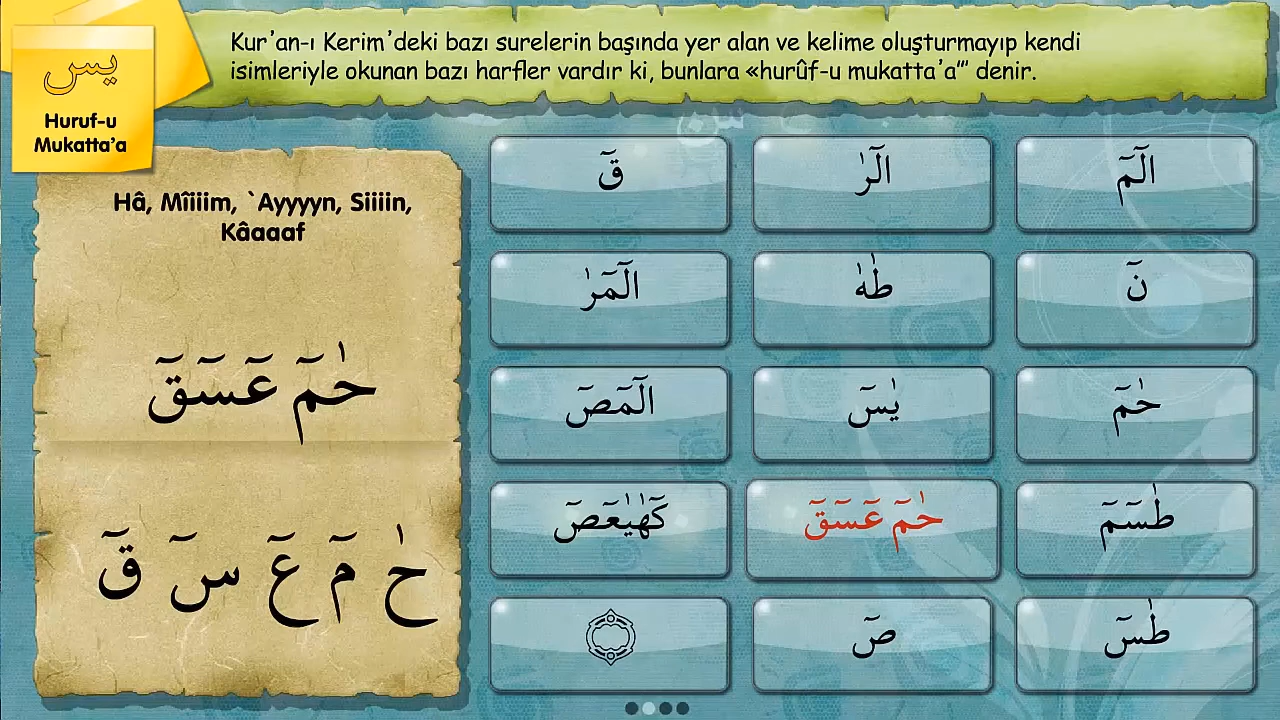 يٰس
Huruf-u
Mukatta’a
Kur’an-ı Kerim’deki bazı surelerin başında yer alan ve kelime oluşturmayıp kendi
isimleriyle okunan bazı harfler vardır ki, bunlara «hurûf-u mukatta’a”’ denir.
Hâ, Mîiiim, `Ayyyyn, Siiiin,
Kâaaaf
حٰمٓ عٓسٓقٓ
حٰ مٓ عٓ سٓ قٓ
الٓمٓ
الٓرٰ
قٓ
نٓ
طٰهٰ
الٓمٓرٰ
حٰمٓ
يٰسٓ
الٓمٓصٓ
طٰسٓمٓ
حٰمٓ عٓسٓقٓ
كٓهٰيٰعٓصٓ
طٰسٓ
صٓ